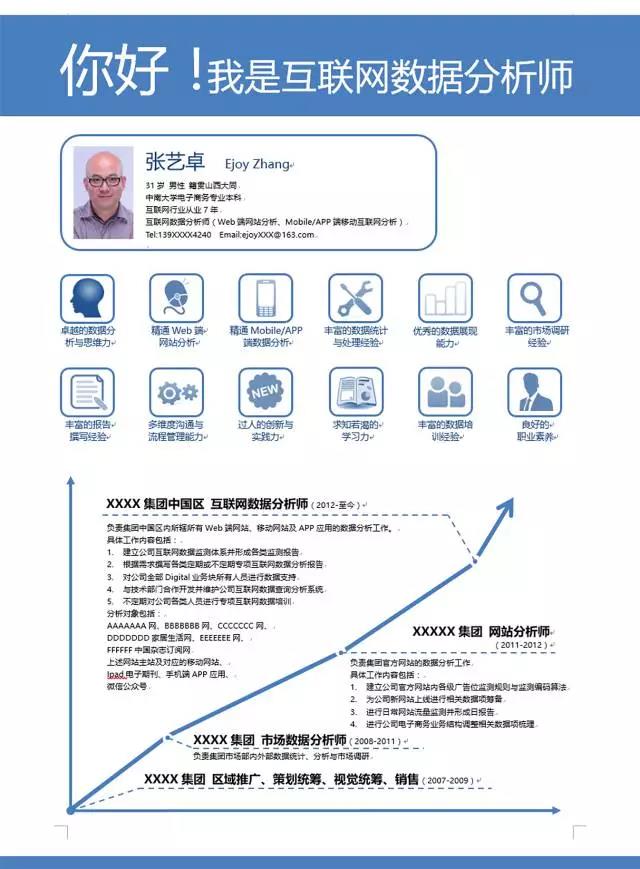 你好！我是互联网数据分析师
张艺卓 Ejoy Zhang
31 岁 男性 籍贯山西大同
中南大学电子商务专业本科
互联网行业从业 7 年
互联网数据分析师（Web 端网站分析、Mobile/APP 端移动互联网分析）
Tel:139XXXX4240 Email:ejoyXXX@163.com
卓越的数据分
析与思维力
精通 Web 端
网站分析
精通 Mobile/APP
端数据分析
丰富的数据统计
与处理经验
优秀的数据展现
能力
丰富的市场调研
经验
丰富的报告
撰写经验
多维度沟通与
流程管理能力
NEW
过人的创新与
实践力
求知若渴的
学习力
丰富的数据培
训经验
良好的
职业素养
XXXX 集团中国区 互联网数据分析师（2012-至今）
负责集团中国区内所辖所有 Web 端网站、移动网站及 APP 应用的数据分析工作。
具体工作内容包括：
1. 建立公司互联网数据监测体系并形成各类监测报告
2. 根据需求撰写各类定期或不定期专项互联网数据分析报告
3. 对公司全部 Digital 业务块所有人员进行数据支持
4. 与技术部门合作开发并维护公司互联网数据查询分析系统
5. 不定期对公司各类人员进行专项互联网数据培训
分析对象包括：
AAAAAAA 网、BBBBBBB 网、CCCCCCC 网、
DDDDDDD 家居生活网、EEEEEEE 网、
FFFFFF 中国杂志订阅网
上述网站主站及对应的移动网站、
Ipad 电子期刊、手机端 APP 应用、
微信公众号
XXXXX 集团 网站分析师
（2011-2012）
负责集团官方网站的数据分析工作
具体工作内容包括：
1. 建立公司官方网站内各级广告位监测规则与监测编码算法
2. 为公司新网站上线进行相关数据项筹备
3. 进行日常网站流量监测并形成日报告
4. 进行公司电子商务业务结构调整相关数据项梳理
XXXX 集团 市场数据分析师（2008-2011）
负责集团市场部内外部数据统计、分析与市场调研
XXXX 集团 区域推广、策划统筹、视觉统筹、销售（2007-2009）